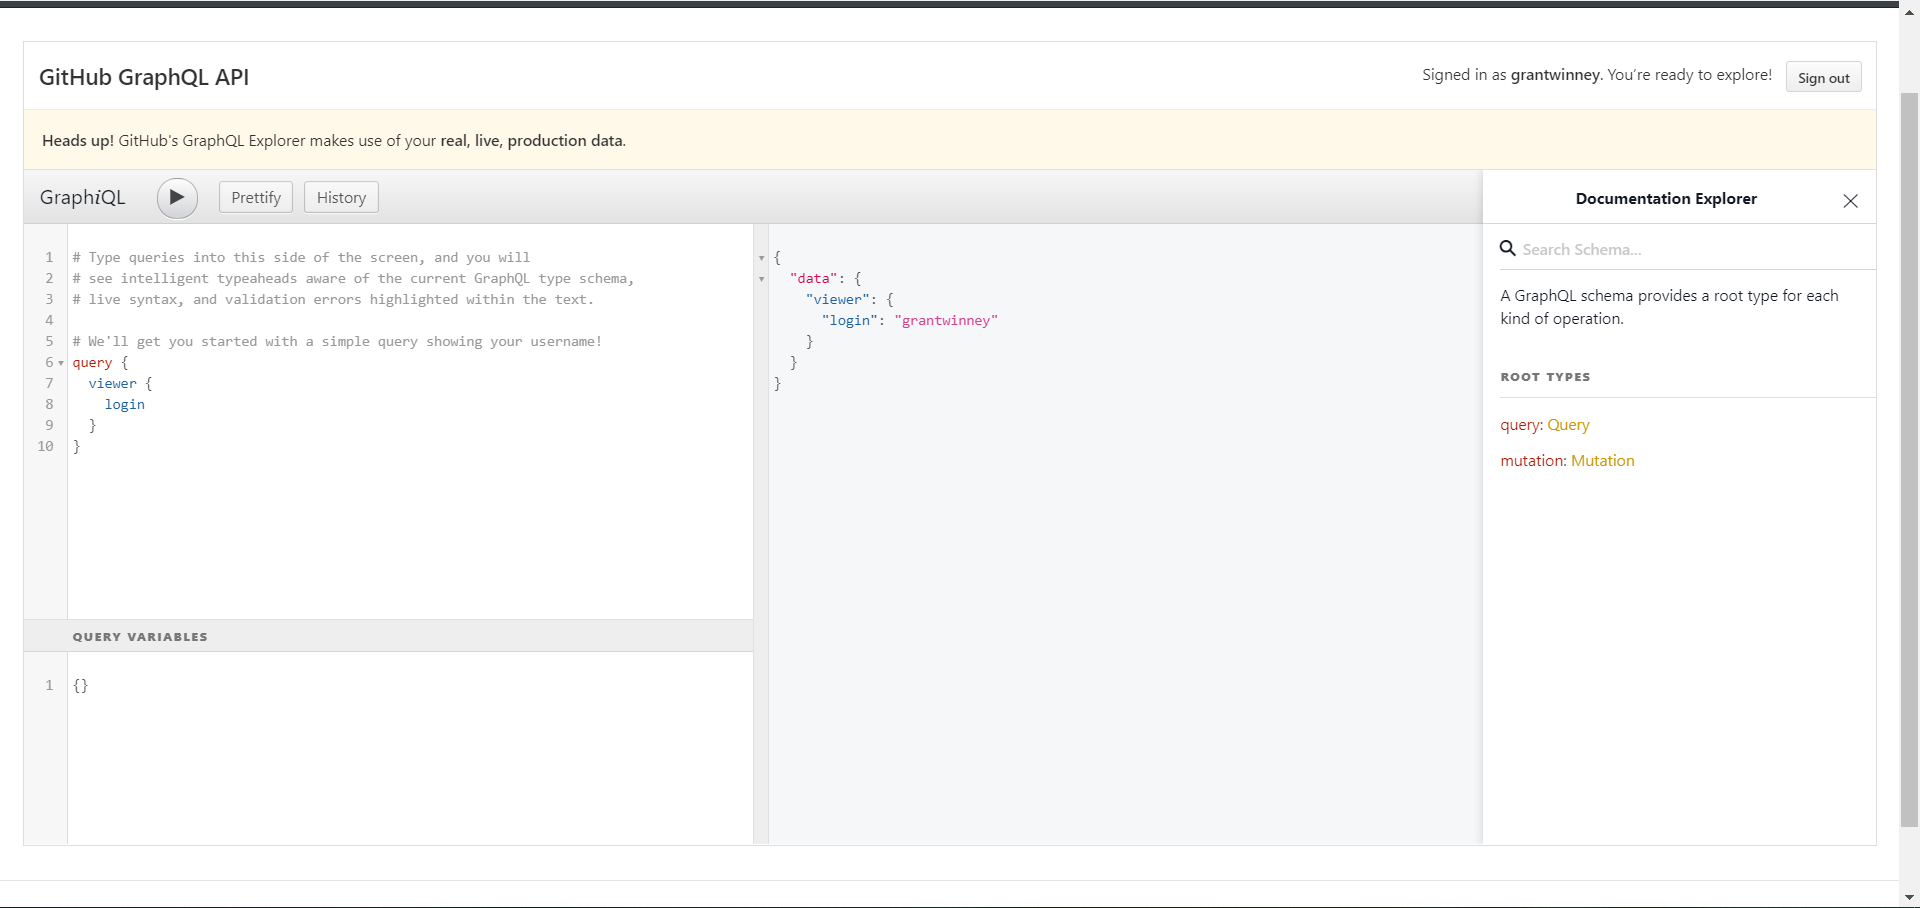 GitHub GraphQL API
Signed in as grantwinney. You're ready to explore!
Sign out
Heads up! GitHub's GraphQL Explorer makes use of your real, live, production data.
GraphiQL
Prettify
History
1 # Type queries into this side of the screen, and you will
2 # see intelligent typeaheads aware of the current GraphQL type schema,
3 # live syntax, and validation errors highlighted within the text.
4
5 # We'll get you started with a simple query showing your username!
6 query {
7   viewer {
8     login
9   }
10 }
QUERY VARIABLES
1 {}
{
  "data": {
    "viewer": {
      "login": "grantwinney"
    }
  }
}
Documentation Explorer
Search Schema...
A GraphQL schema provides a root type for each
kind of operation.
ROOT TYPES
query: Query
mutation: Mutation